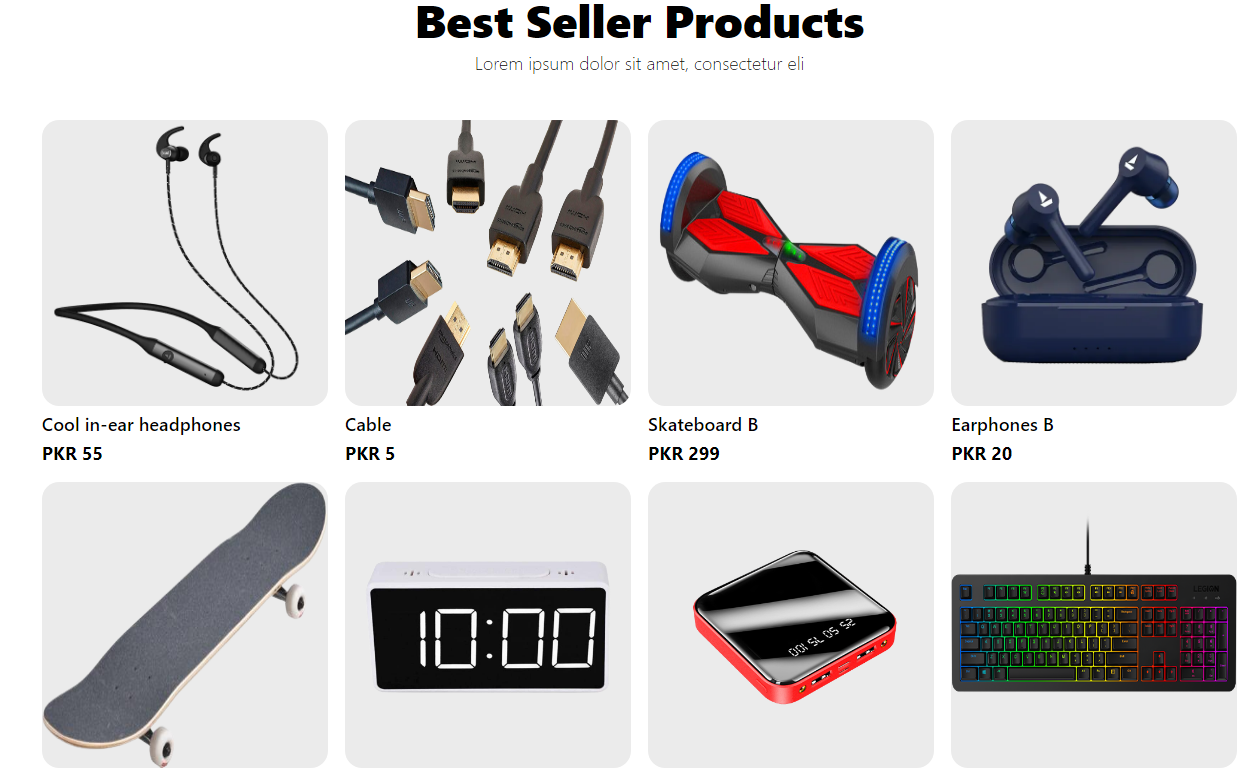 Best Seller Products
Lorem ipsum dolor sit amet, consectetur eli
Cool in-ear headphones
PKR 55
Cable
PKR 5
Skateboard B
PKR 299
Earphones B
PKR 20
10:00
LEGION